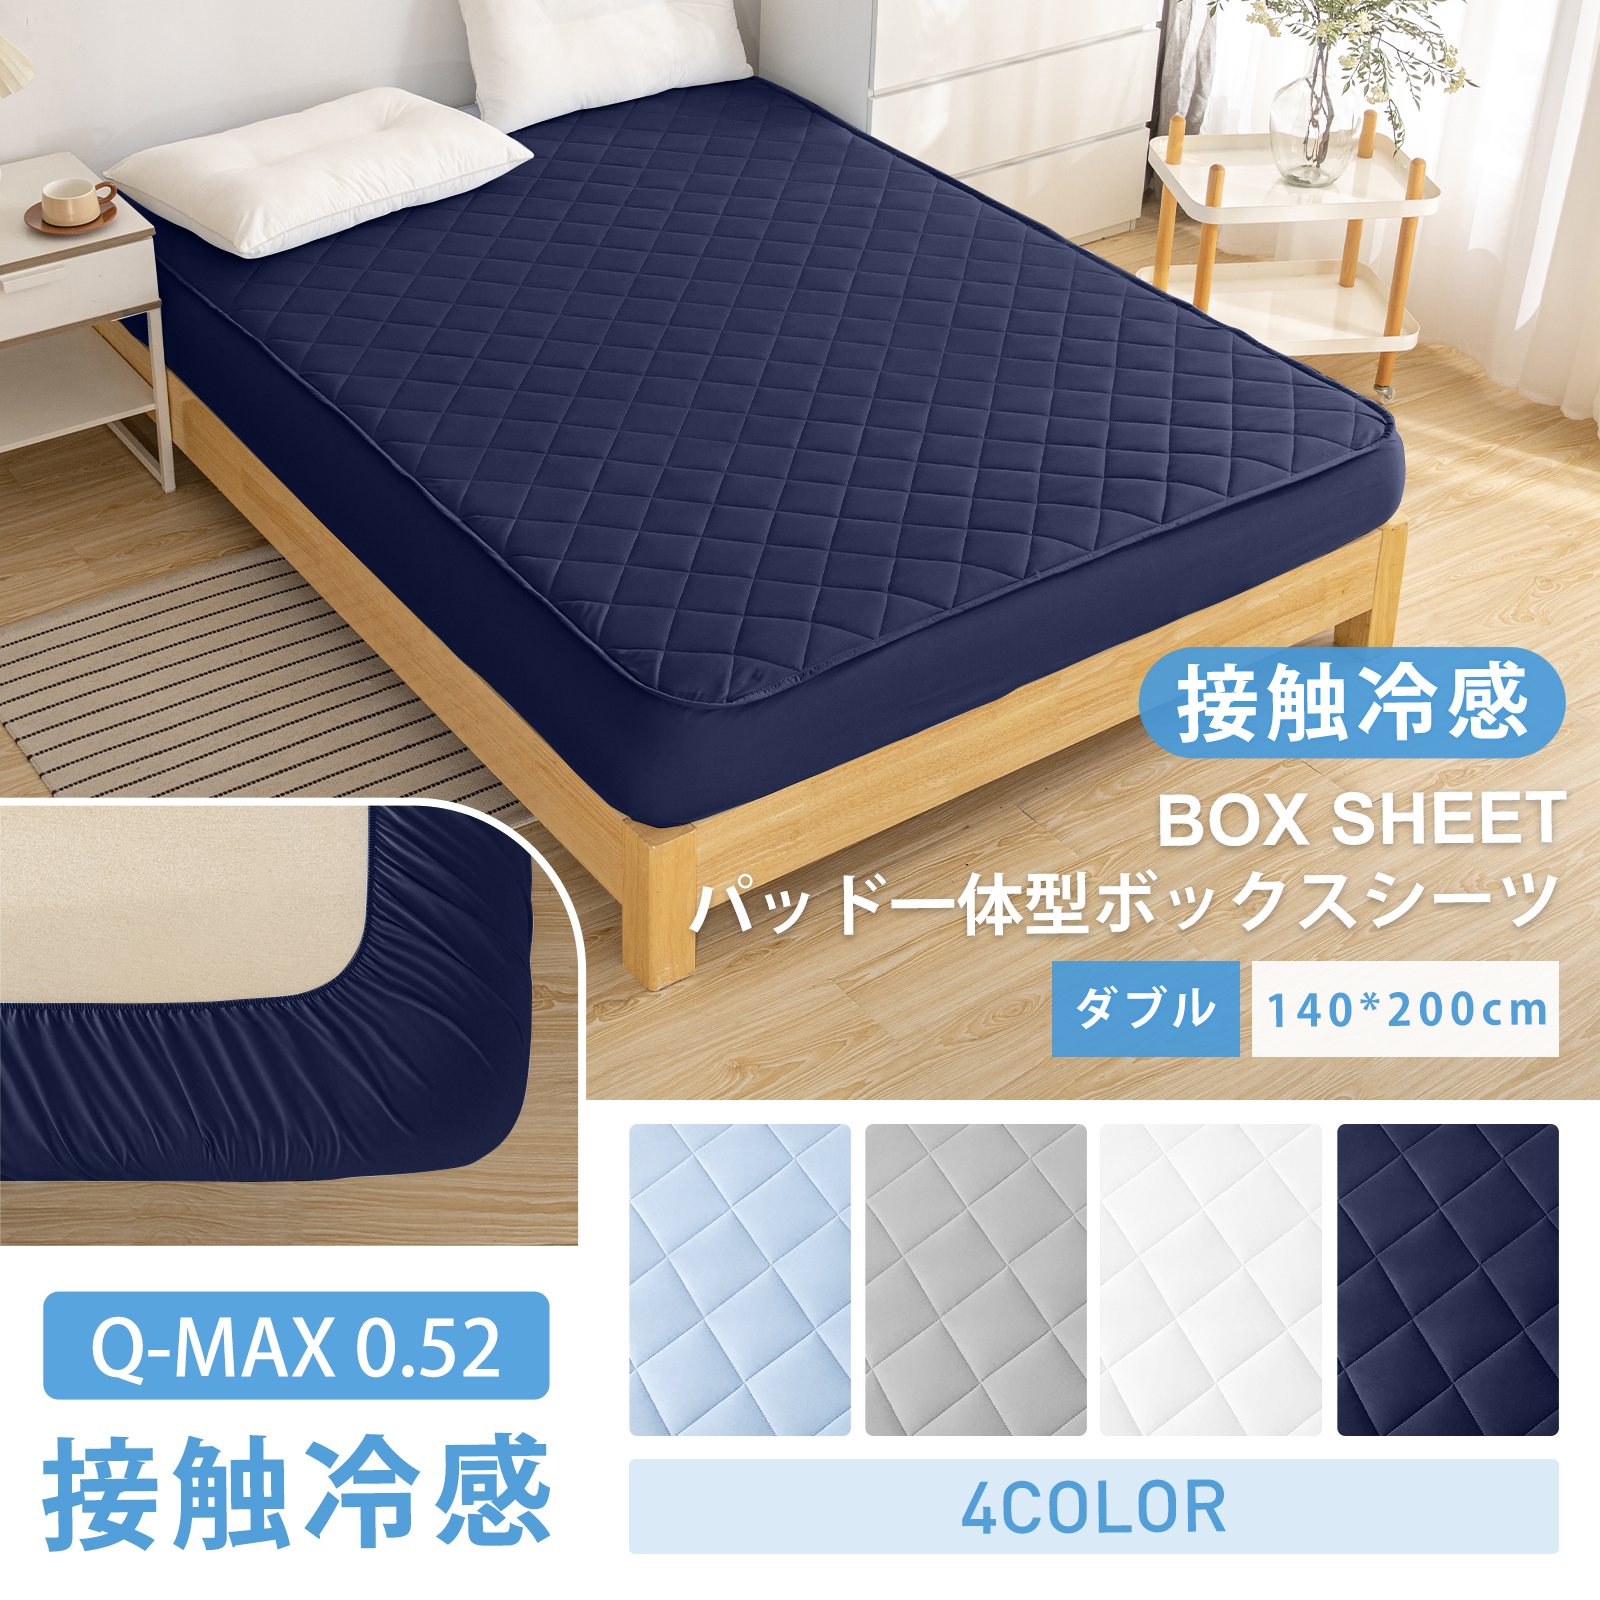 接触冷感
BOX SHEET
パッド一体型ボックスシーツ
ダブル 140*200cm
Q-MAX 0.52
接触冷感
4COLOR